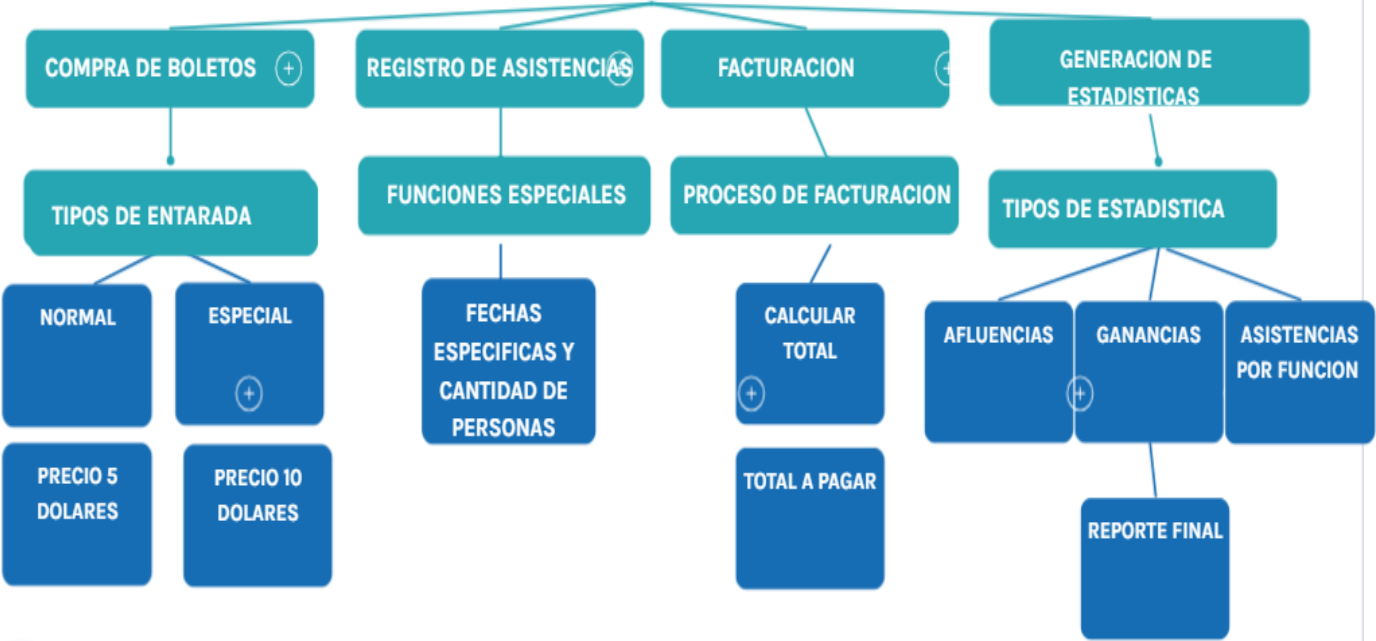 COMPRA DE BOLETOS
REGISTRO DE ASISTENCIAS
FACTURACION
GENERACION DE
ESTADISTICAS
TIPOS DE ENTARADA
FUNCIONES ESPECIALES
PROCESO DE FACTURACION
TIPOS DE ESTADISTICA
NORMAL
ESPECIAL
FECHAS
ESPECIFICAS Y
CANTIDAD DE
PERSONAS
CALCULAR
TOTAL
AFLUENCIAS
GANANCIAS
ASISTENCIAS
POR FUNCION
PRECIO 5
DOLARES
PRECIO 10
DOLARES
TOTAL A PAGAR
REPORTE FINAL